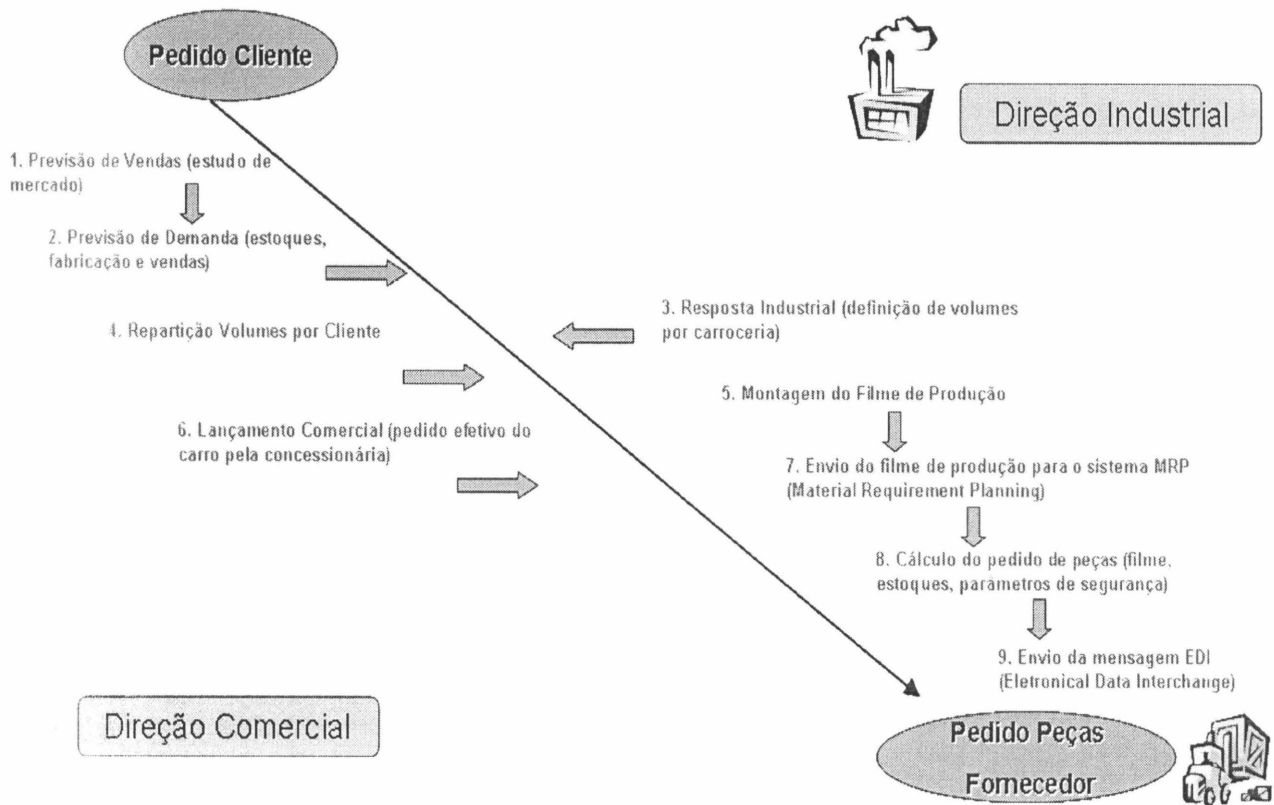 Pedido Cliente
Direção Industrial
1. Previsão de Vendas (estudo de
mercado)
2. Previsão de Demanda (estoques,
fabricação e vendas)
3. Resposta Industrial (definição de volumes
por carroceria)
4. Repartição Volumes por Cliente
5. Montagem do Filme de Produção
6. Lançamento Comercial (pedido efetivo do
carro pela concessionária)
7. Envio do filme de produção para o sistema MRP
(Material Requirement Planning)
8. Cálculo do pedido de peças (filme,
estoques, parâmetros de segurança)
9. Envio da mensagem EDI
(Eletronical Data Interchange)
Direção Comercial
Pedido Peças
Fornecedor